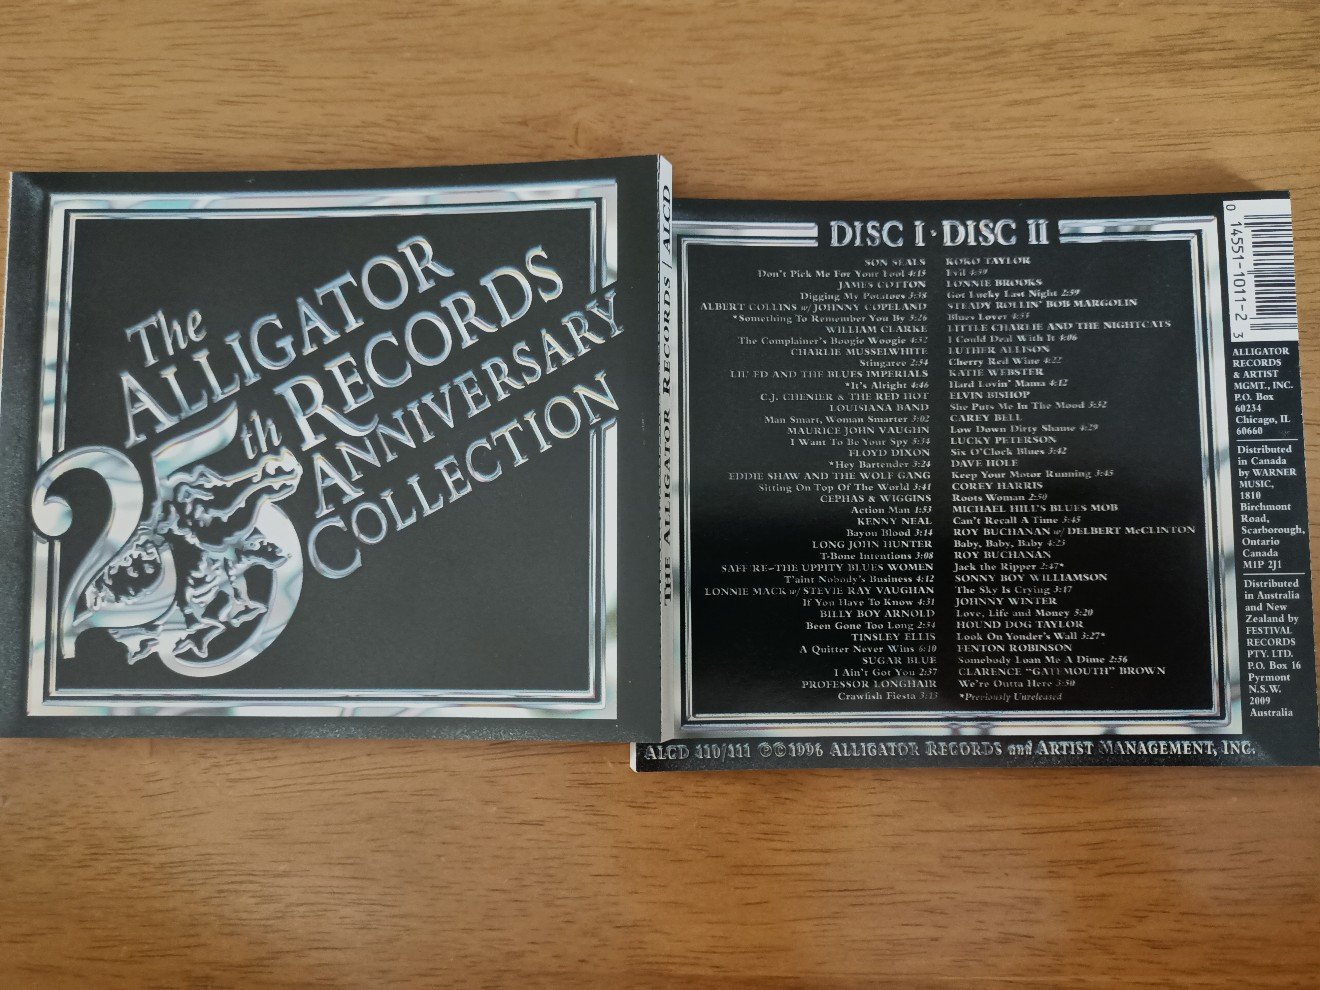 The
ALLIGATOR
RECORDS
25th
ANNIVERSARY
COLLECTION
THE ALLIGATOR RECORDS | ALCD
DISC I · DISC II
SON SEALS
Don't Pick Me For Your Fool 4:15
JAMES COTTON
Digging My Potatoes 3:38
ALBERT COLLINS w/ JOHNNY COPELAND
*Something To Remember You By 5:26
WILLIAM CLARKE
The Complainer's Boogie Woogie 4:32
CHARLIE MUSSELWHITE
Stingaree 2:54
LIL' ED AND THE BLUES IMPERIALS
*It's Alright 4:46
C.J. CHENIER & THE RED HOT
LOUISIANA BAND
Man Smart, Woman Smarter 3:02
MAURICE JOHN VAUGHN
I Want To Be Your Spy 5:34
FLOYD DIXON
*Hey Bartender 3:24
EDDIE SHAW AND THE WOLF GANG
Sitting On Top Of The World 3:41
CEPHAS & WIGGINS
Action Man 1:53
KENNY NEAL
Bayou Blood 3:14
LONG JOHN HUNTER
T-Bone Intentions 3:08
SAFFIRE-THE UPPITY BLUES WOMEN
T'aint Nobody's Business 4:12
LONNIE MACK w/ STEVIE RAY VAUGHAN
If You Have To Know 4:31
BILLY BOY ARNOLD
Been Gone Too Long 2:54
TINSLEY ELLIS
A Quitter Never Wins 6:10
SUGAR BLUE
I Ain't Got You 2:37
PROFESSOR LONGHAIR
Crawfish Fiesta 3:13
KOKO TAYLOR
Evil 4:59
LONNIE BROOKS
Got Lucky Last Night 2:59
STEADY ROLLIN' BOB MARGOLIN
Blues Lover 4:33
LITTLE CHARLIE AND THE NIGHTCATS
I Could Deal With It 4:06
LUTHER ALLISON
Cherry Red Wine 4:22
KATIE WEBSTER
Hard Lovin' Mama 4:12
ELVIN BISHOP
She Puts Me In The Mood 3:52
CAREY BELL
Low Down Dirty Shame 4:29
LUCKY PETERSON
Six O'Clock Blues 3:42
DAVE HOLE
Keep Your Motor Running 3:45
COREY HARRIS
Roots Woman 2:50
MICHAEL HILL'S BLUES MOB
Can't Recall A Time 5:45
ROY BUCHANAN w/ DELBERT McCLINTON
Baby, Baby, Baby 4:23
ROY BUCHANAN
Jack the Ripper 2:47*
SONNY BOY WILLIAMSON
The Sky Is Crying 3:17
JOHNNY WINTER
Love, Life and Money 3:20
HOUND DOG TAYLOR
Look On Yonder's Wall 3:27*
FENTON ROBINSON
Somebody Loan Me A Dime 2:56
CLARENCE "GATEMOUTH" BROWN
We're Outta Here 3:50
*Previously Unreleased
ALCD 110/111 ℗©1996 ALLIGATOR RECORDS and ARTIST MANAGEMENT, INC.
0 14551-1011-2 3
ALLIGATOR
RECORDS
& ARTIST
MGMT., INC.
P.O. Box
60234
Chicago, IL
60660
Distributed
in Canada
by WARNER
MUSIC,
1810
Birchmont
Road,
Scarborough,
Ontario
Canada
M1P 2J1
Distributed
in Australia
and New
Zealand by
FESTIVAL
RECORDS
PTY. LTD.
P.O. Box 16
Pyrmont
N.S.W.
2009
Australia